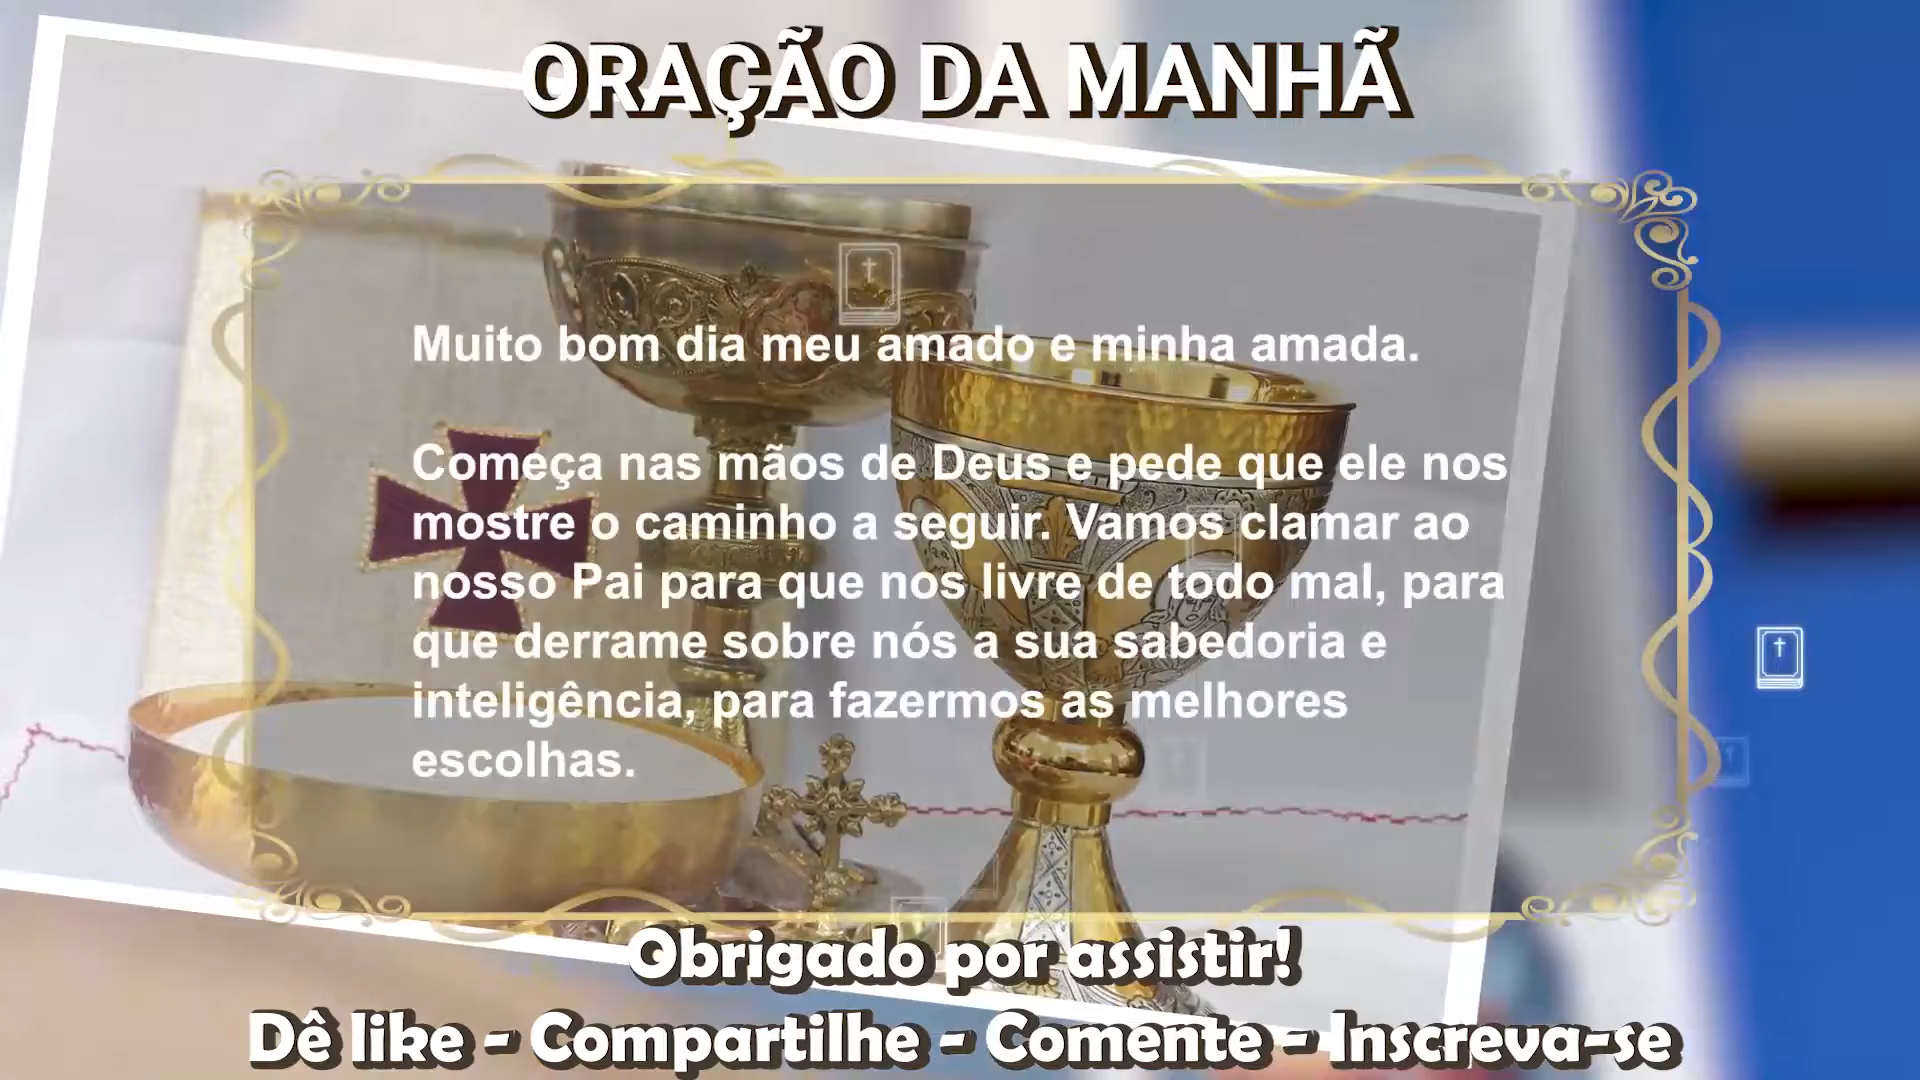 ORAÇÃO DA MANHÃ
Muito bom dia meu amado e minha amada.
Começa nas mãos de Deus e pede que ele nos
mostre o caminho a seguir. Vamos clamar ao
nosso Pai para que nos livre de todo mal, para
que derrame sobre nós a sua sabedoria e
inteligência, para fazermos as melhores
escolhas.
Obrigado por assistir!
Dê like - Compartilhe - Comente - Inscreva-se